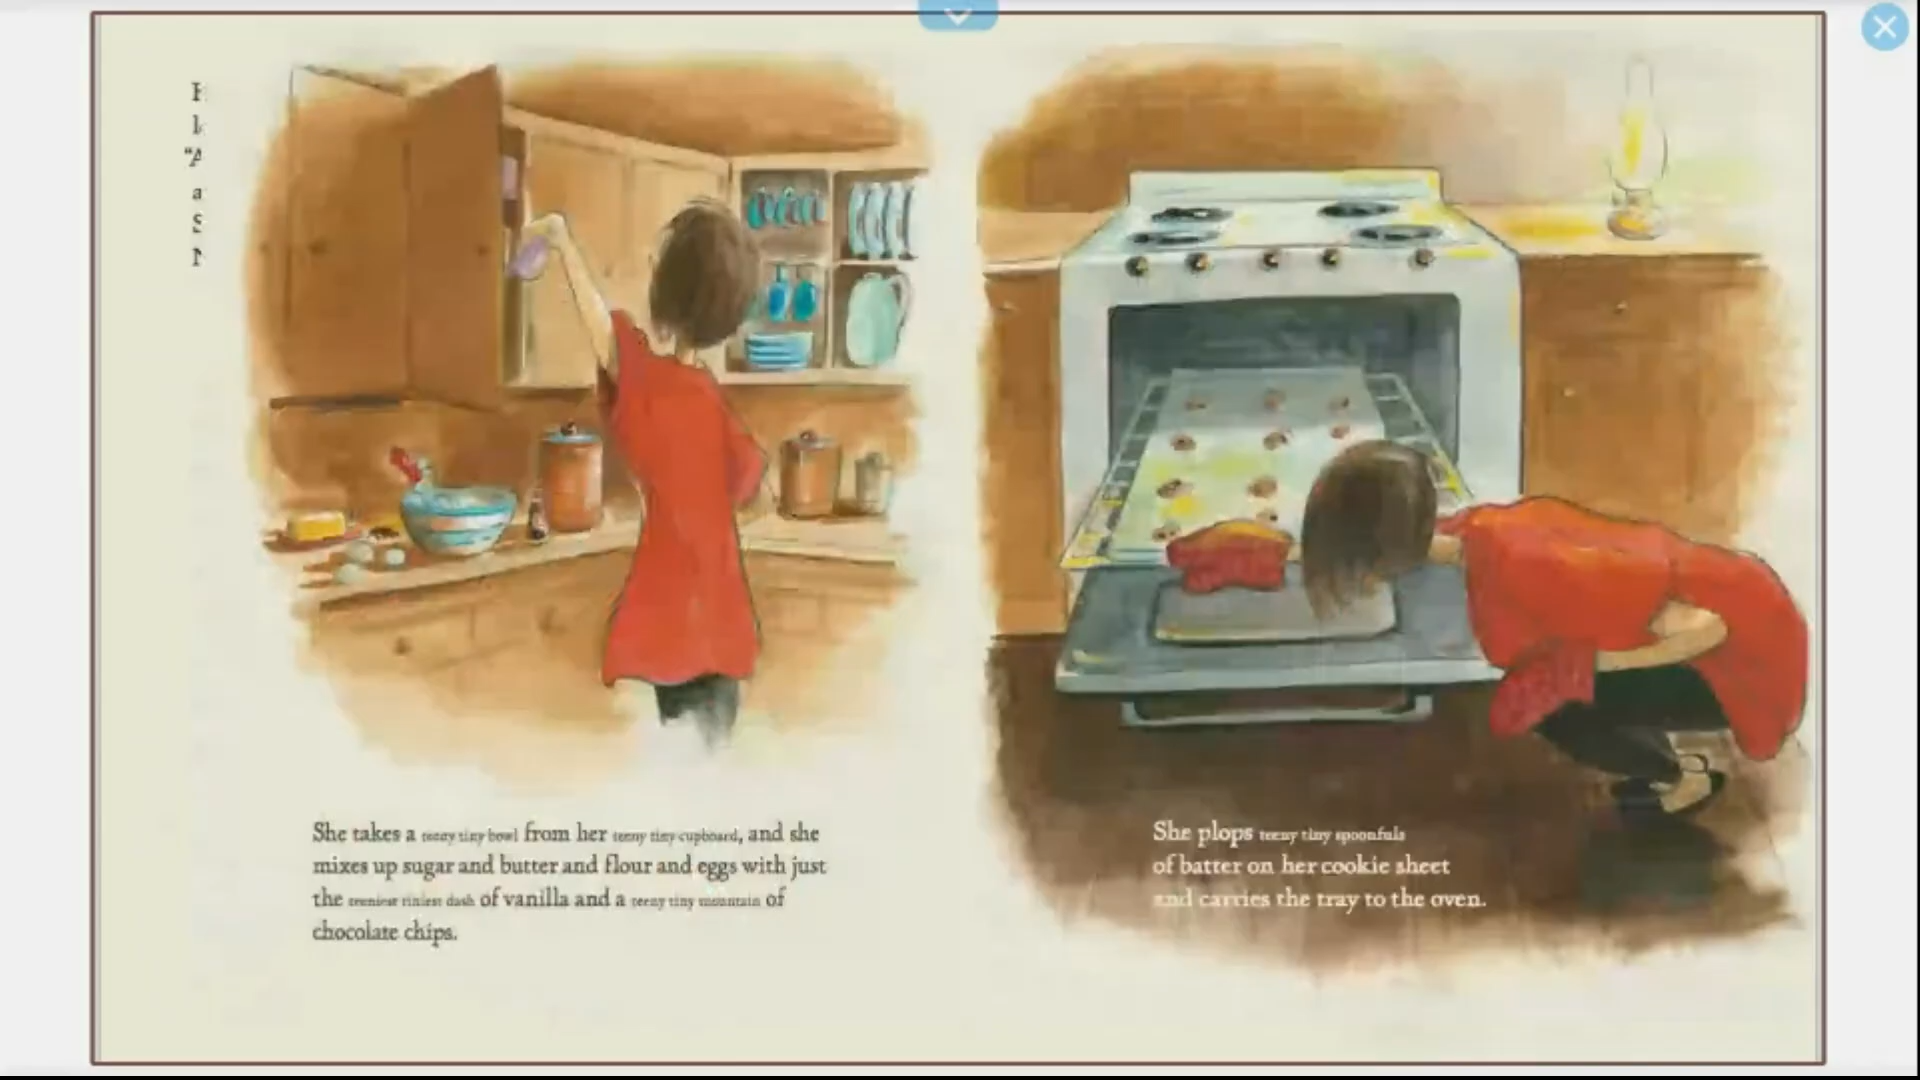 She takes a teeny tiny bowl from her teeny tiny cupboard, and she
mixes up sugar and butter and flour and eggs with just
the teeniest tiniest dash of vanilla and a teeny tiny mountain of
chocolate chips.
She plops teeny tiny spoonfuls
of batter on her cookie sheet
and carries the tray to the oven.